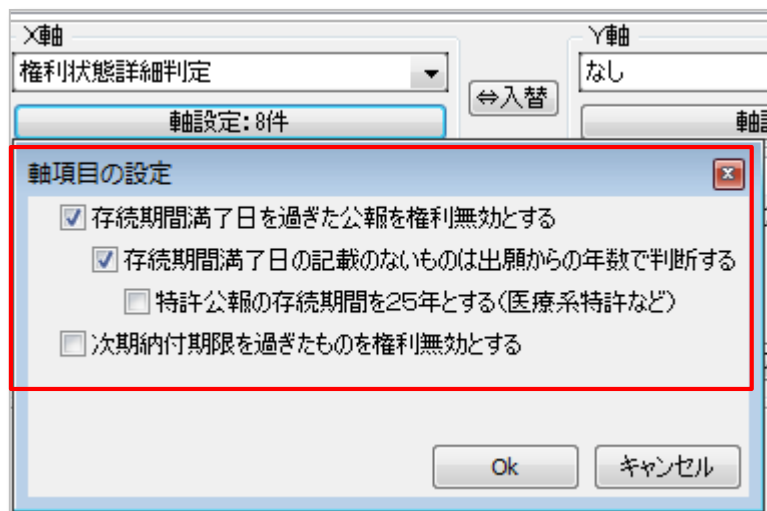 X軸
Y軸
権利状態詳細判定
なし
⇔入替
軸設定:8件
軸項目の設定
存続期間満了日を過ぎた公報を権利無効とする
存続期間満了日の記載のないものは出願からの年数で判断する
特許公報の存続期間を25年とする(医療系特許など)
次期納付期限を過ぎたものを権利無効とする
Ok
キャンセル